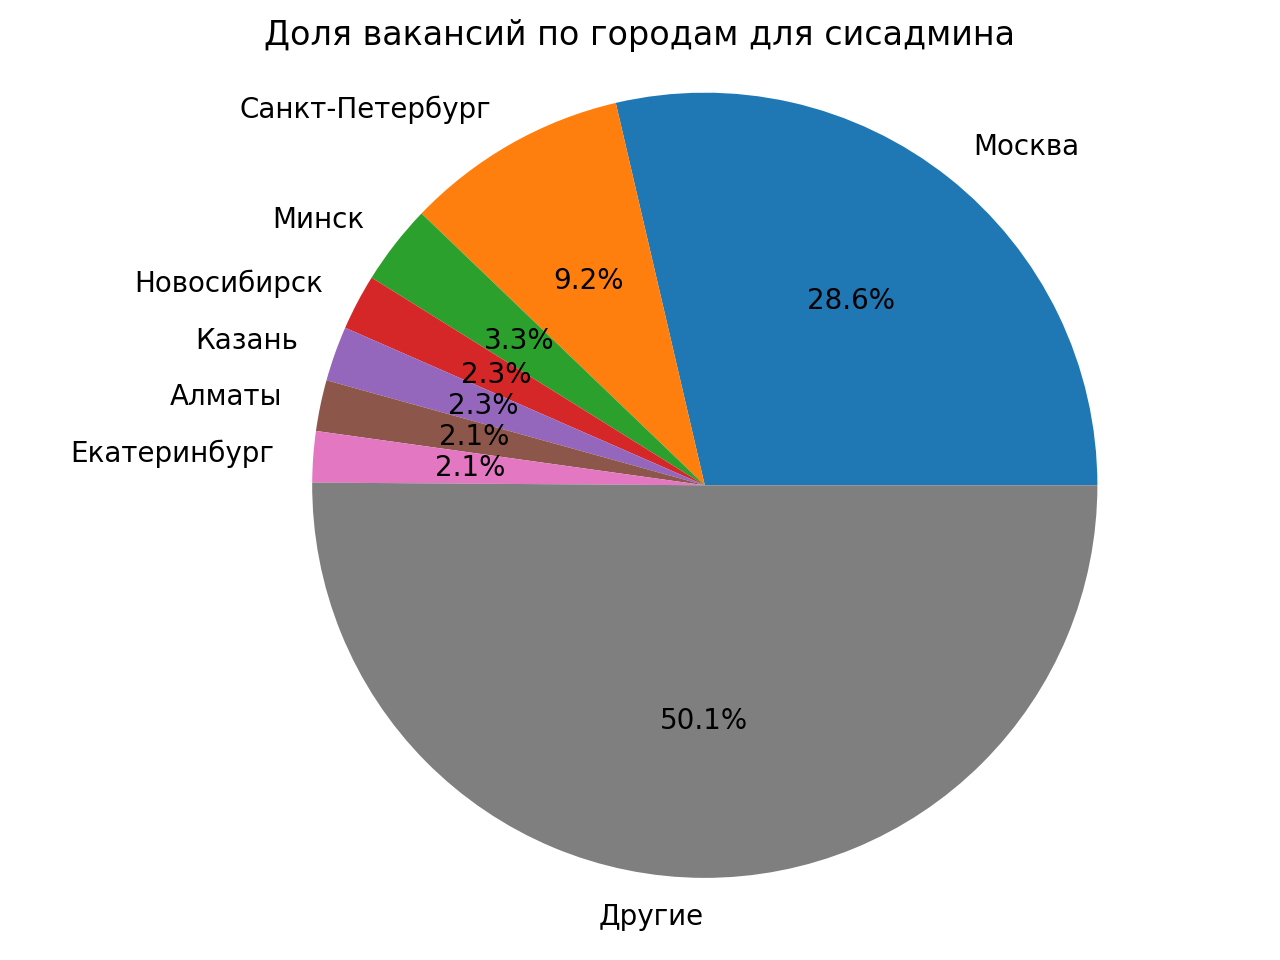 Доля вакансий по городам для сисадмина
Москва
Санкт-Петербург
Минск
Новосибирск
Казань
Алматы
Екатеринбург
Другие
28.6%
9.2%
3.3%
2.3%
2.3%
2.1%
2.1%
50.1%